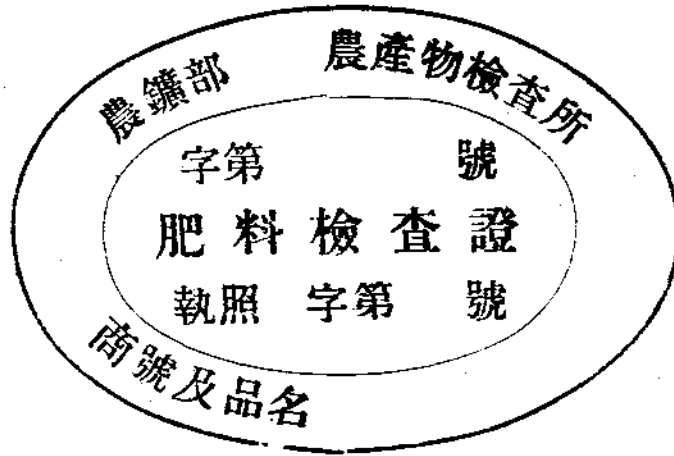 農鑛部 農產物檢查所
字第 號
肥料檢查證
執照 字第 號
商號及品名